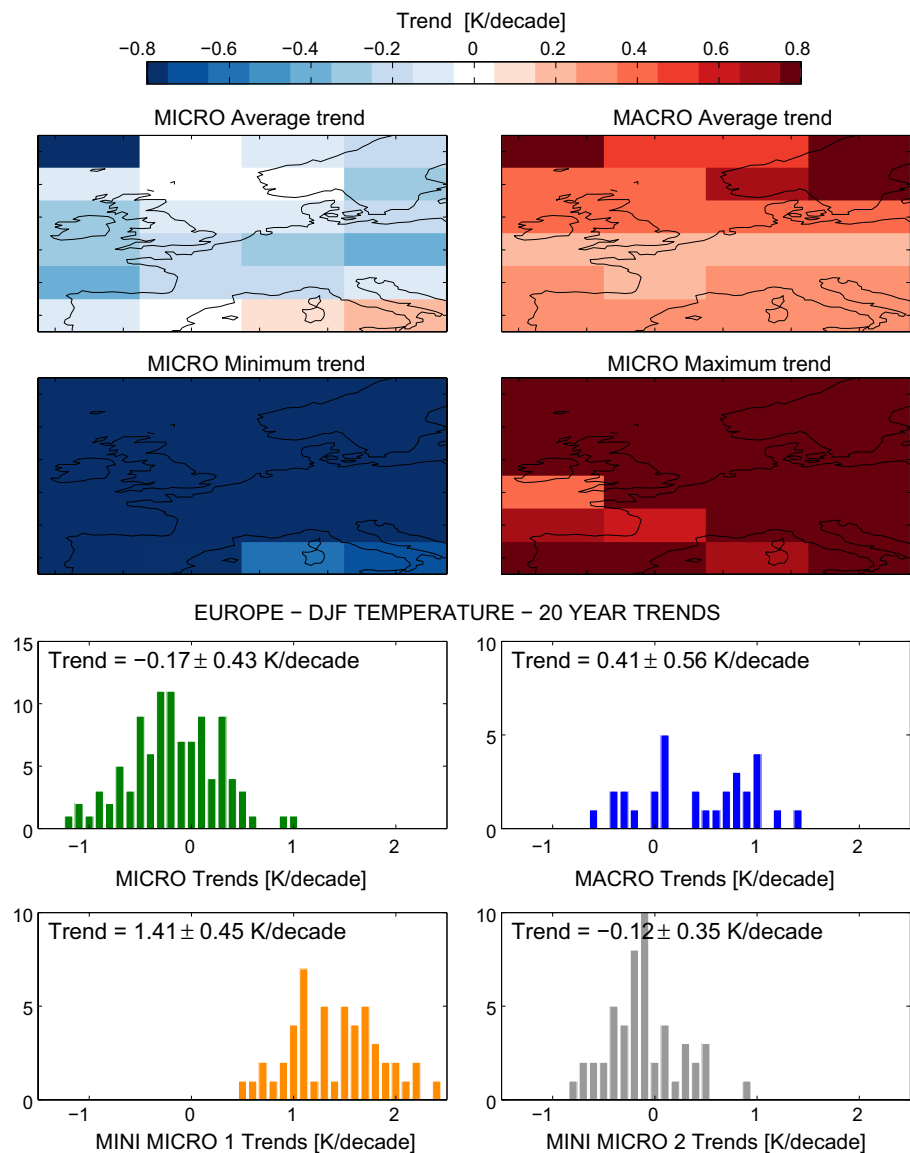 Trend [K/decade]
−0.8 −0.6 −0.4 −0.2 0 0.2 0.4 0.6 0.8
MICRO Average trend
MACRO Average trend
MICRO Minimum trend
MICRO Maximum trend
EUROPE − DJF TEMPERATURE − 20 YEAR TRENDS
15
10
5
0
Trend = −0.17 ± 0.43 K/decade
−1 0 1 2
MICRO Trends [K/decade]
10
5
0
Trend = 0.41 ± 0.56 K/decade
−1 0 1 2
MACRO Trends [K/decade]
10
5
0
Trend = 1.41 ± 0.45 K/decade
−1 0 1 2
MINI MICRO 1 Trends [K/decade]
10
5
0
Trend = −0.12 ± 0.35 K/decade
−1 0 1 2
MINI MICRO 2 Trends [K/decade]